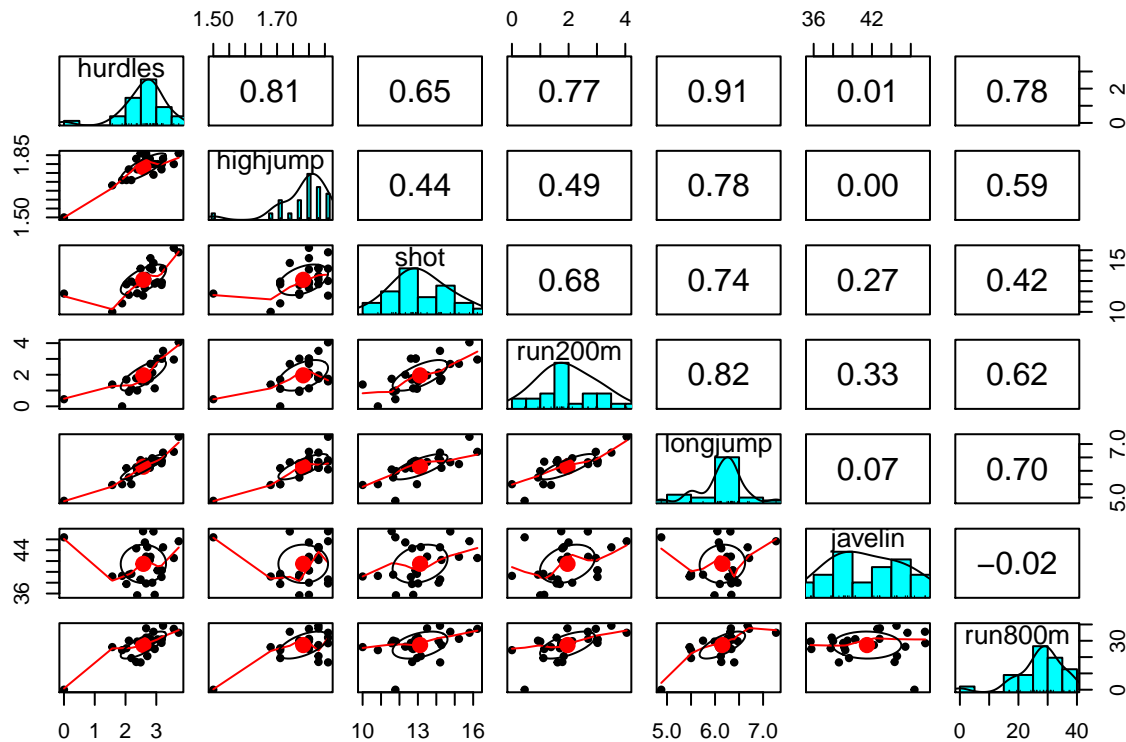 1.50 1.70 0 2 4 36 42
hurdles 0.81 0.65 0.77 0.91 0.01 0.78 0 2
1.50 1.85 highjump 0.44 0.49 0.78 0.00 0.59
shot 0.68 0.74 0.27 0.42 10 15
0 2 4 run200m 0.82 0.33 0.62
longjump 0.07 0.70 5.0 7.0
36 44 javelin −0.02
run800m 0 30
0 1 2 3 10 13 16 5.0 6.0 7.0 0 20 40